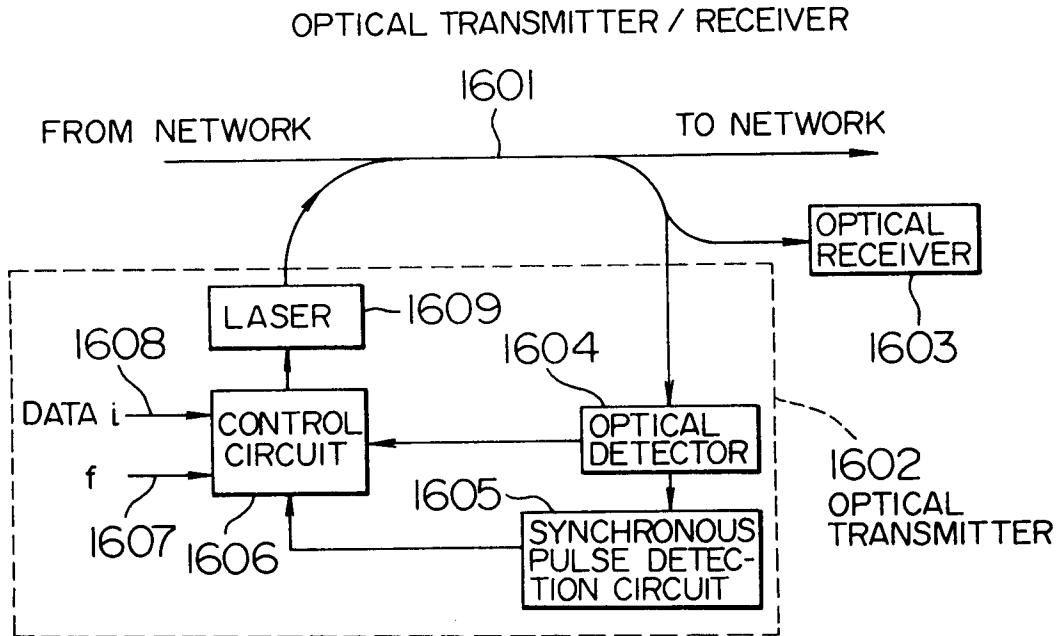 OPTICAL TRANSMITTER / RECEIVER
1601
FROM NETWORK
TO NETWORK
OPTICAL
RECEIVER
1603
LASER
1609
1608
1604
DATA i
CONTROL
CIRCUIT
OPTICAL
DETECTOR
f
1607
1606
1605
SYNCHRONOUS
PULSE DETEC-
TION CIRCUIT
1602
OPTICAL
TRANSMITTER